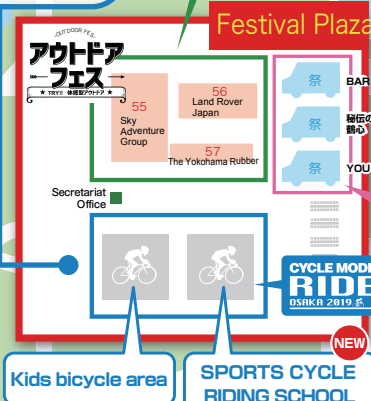 Festival Plaza
OUTDOOR FES.
アウトドア
フェス
★ TRY!! 体感型アウトドア ★
55
Sky
Adventure
Group
56
Land Rover
Japan
57
The Yokohama Rubber
祭
BAR
祭
秘伝の
鶴心
祭
YOU
Secretariat
Office
CYCLE MODE
RIDE
OSAKA 2019
NEW
Kids bicycle area
SPORTS CYCLE
RIDING SCHOOL